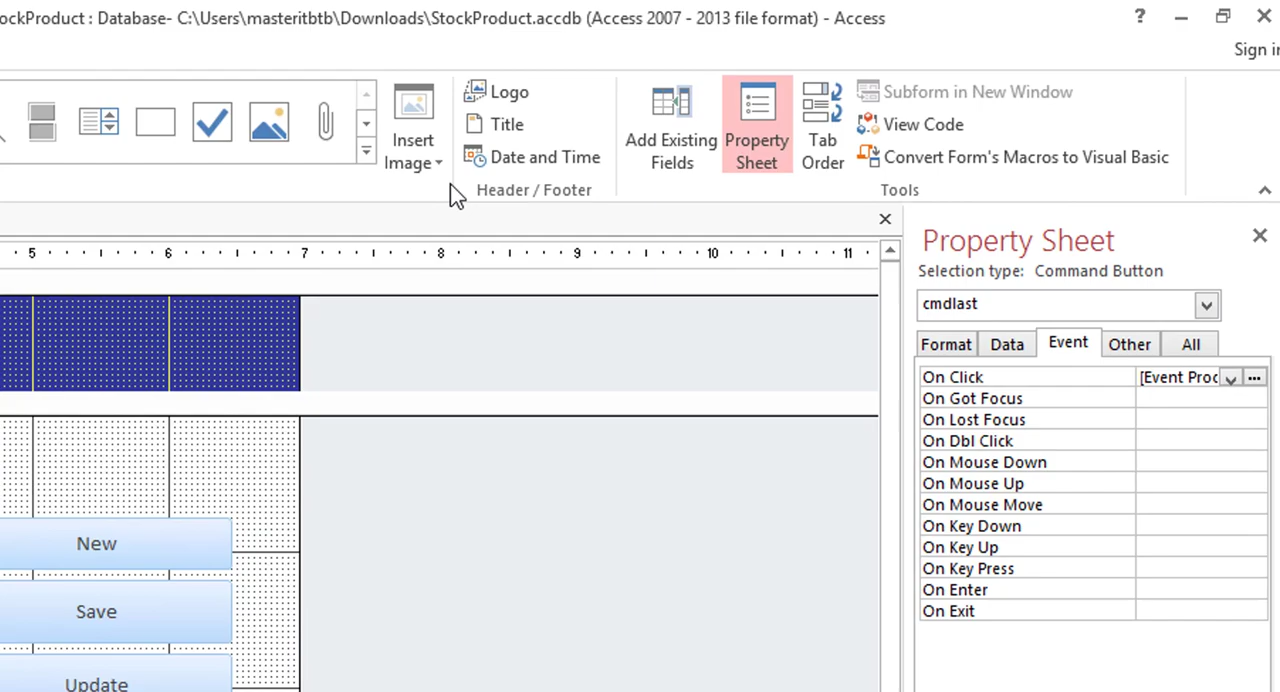 ockProduct : Database- C:\Users\masteritbtb\Downloads\StockProduct.accdb (Access 2007 - 2013 file format) - Access
?
Sign in
Insert
Image
Logo
Title
Date and Time
Header / Footer
Add Existing
Fields
Property
Sheet
Tab
Order
Subform in New Window
View Code
Convert Form's Macros to Visual Basic
Tools
5 6 7 8 9 10 11
Property Sheet
Selection type: Command Button
cmdlast
Format Data Event Other All
On Click [Event Proc ...
On Got Focus
On Lost Focus
On Dbl Click
On Mouse Down
On Mouse Up
On Mouse Move
On Key Down
On Key Up
On Key Press
On Enter
On Exit
New
Save
Update